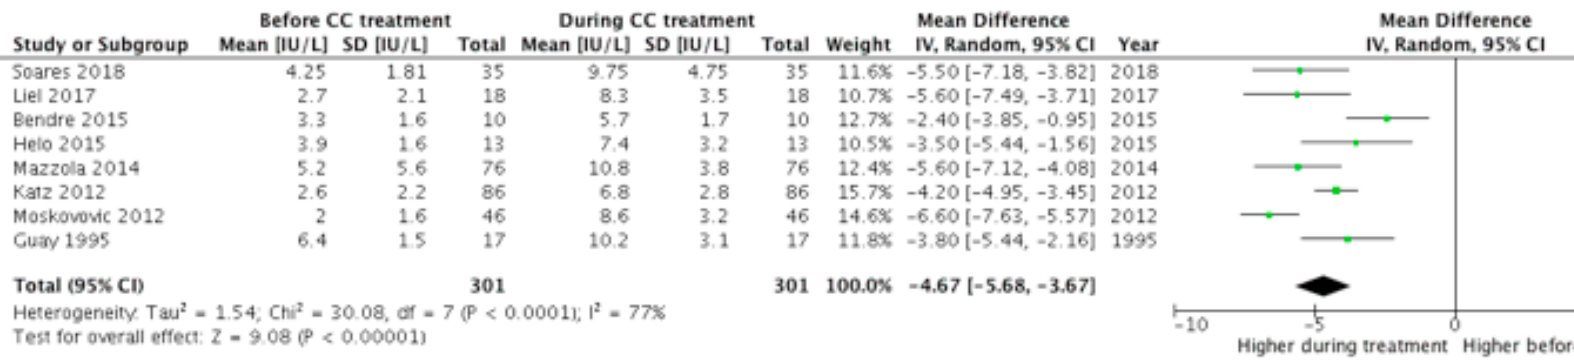 Before CC treatment During CC treatment Mean Difference Mean Difference
Study or Subgroup Mean [IU/L] SD [IU/L] Total Mean [IU/L] SD [IU/L] Total Weight IV, Random, 95% CI Year IV, Random, 95% CI
Soares 2018 4.25 1.81 35 9.75 4.75 35 11.6% −5.50 [−7.18, −3.82] 2018
Liel 2017 2.7 2.1 18 8.3 3.5 18 10.7% −5.60 [−7.49, −3.71] 2017
Bendre 2015 3.3 1.6 10 5.7 1.7 10 12.7% −2.40 [−3.85, −0.95] 2015
Helo 2015 3.9 1.6 13 7.4 3.2 13 10.5% −3.50 [−5.44, −1.56] 2015
Mazzola 2014 5.2 5.6 76 10.8 3.8 76 12.4% −5.60 [−7.12, −4.08] 2014
Katz 2012 2.6 2.2 86 6.8 2.8 86 15.7% −4.20 [−4.95, −3.45] 2012
Moskovovic 2012 2 1.6 46 8.6 3.2 46 14.6% −6.60 [−7.63, −5.57] 2012
Guay 1995 6.4 1.5 17 10.2 3.1 17 11.8% −3.80 [−5.44, −2.16] 1995
Total (95% CI) 301 301 100.0% −4.67 [−5.68, −3.67]
Heterogeneity: Tau² = 1.54; Chi² = 30.08, df = 7 (P < 0.0001); I² = 77%
Test for overall effect: Z = 9.08 (P < 0.00001)
−10 −5 0
Higher during treatment Higher befor